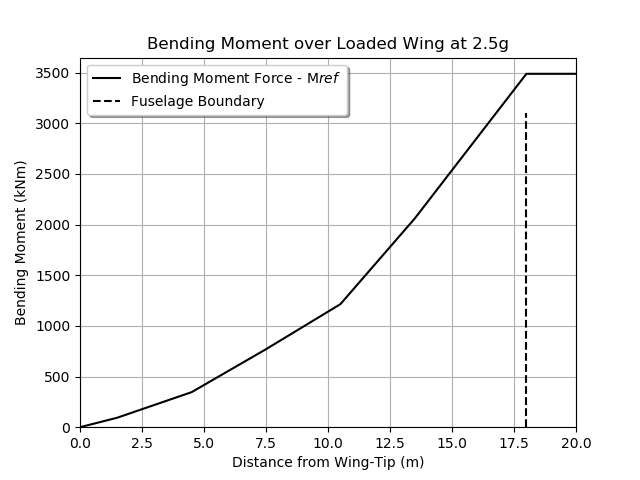 Bending Moment over Loaded Wing at 2.5g
Bending Moment Force - Mref
Fuselage Boundary
Bending Moment (kNm)
3500
3000
2500
2000
1500
1000
500
0
0.0 2.5 5.0 7.5 10.0 12.5 15.0 17.5 20.0
Distance from Wing-Tip (m)